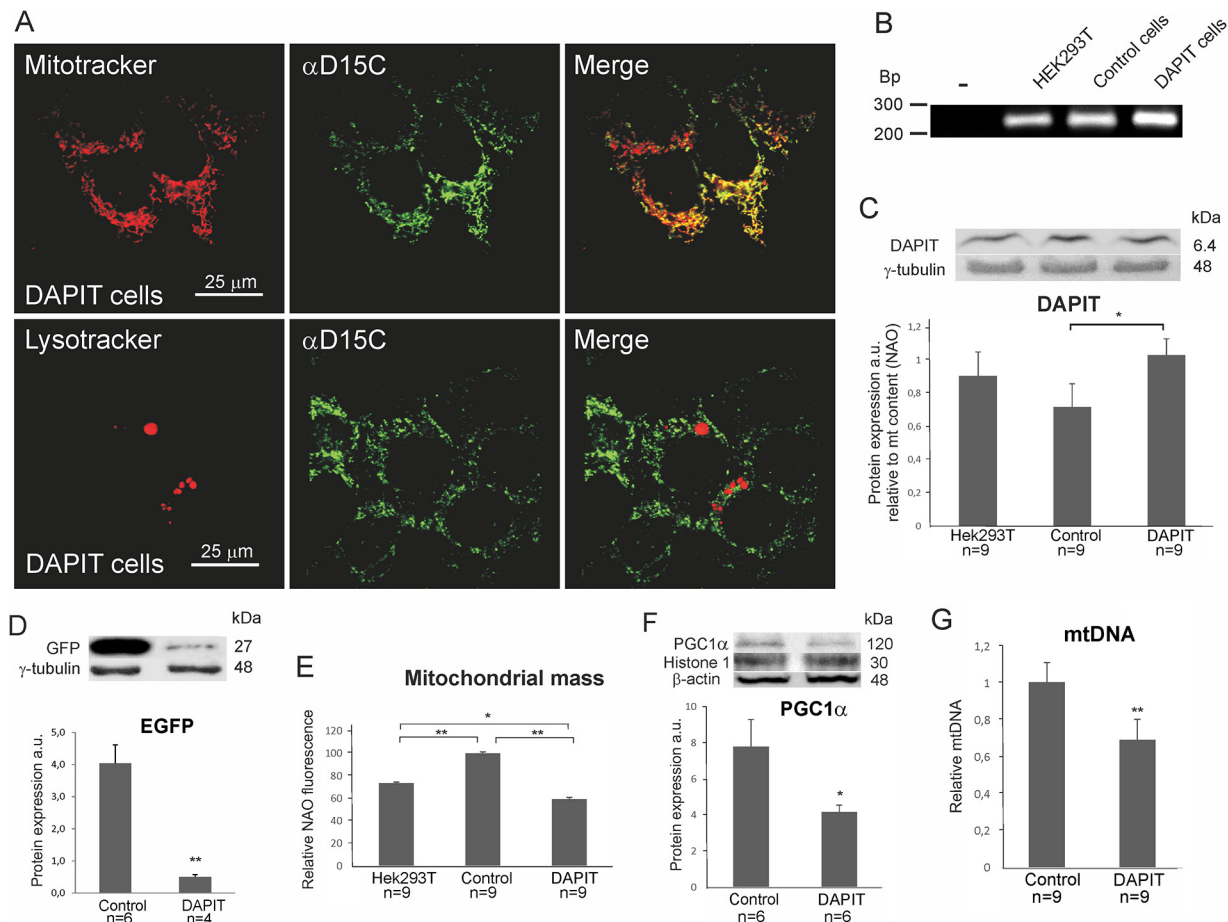 A
Mitotracker
αD15C
Merge
DAPIT cells
25 μm
Lysotracker
αD15C
Merge
DAPIT cells
25 μm
B
Bp
-
HEK293T
Control cells
DAPIT cells
300
200
C
kDa
DAPIT
6.4
γ-tubulin
48
DAPIT
*
Protein expression a.u.
relative to mt content (NAO)
1,2
1
0,8
0,6
0,4
0,2
0
Hek293T
n=9
Control
n=9
DAPIT
n=9
D
kDa
GFP
27
γ-tubulin
48
EGFP
Protein expression a.u.
5,0
4,0
3,0
2,0
1,0
0,0
**
Control
n=6
DAPIT
n=4
E
Mitochondrial mass
*
**
**
Relative NAO fluorescence
120
100
80
60
40
20
0
Hek293T
n=9
Control
n=9
DAPIT
n=9
F
kDa
PGC1α
120
Histone 1
30
β-actin
48
PGC1α
Protein expression a.u.
10
8
6
4
2
0
*
Control
n=6
DAPIT
n=6
G
mtDNA
Relative mtDNA
1,2
1
0,8
0,6
0,4
0,2
0
**
Control
n=9
DAPIT
n=9